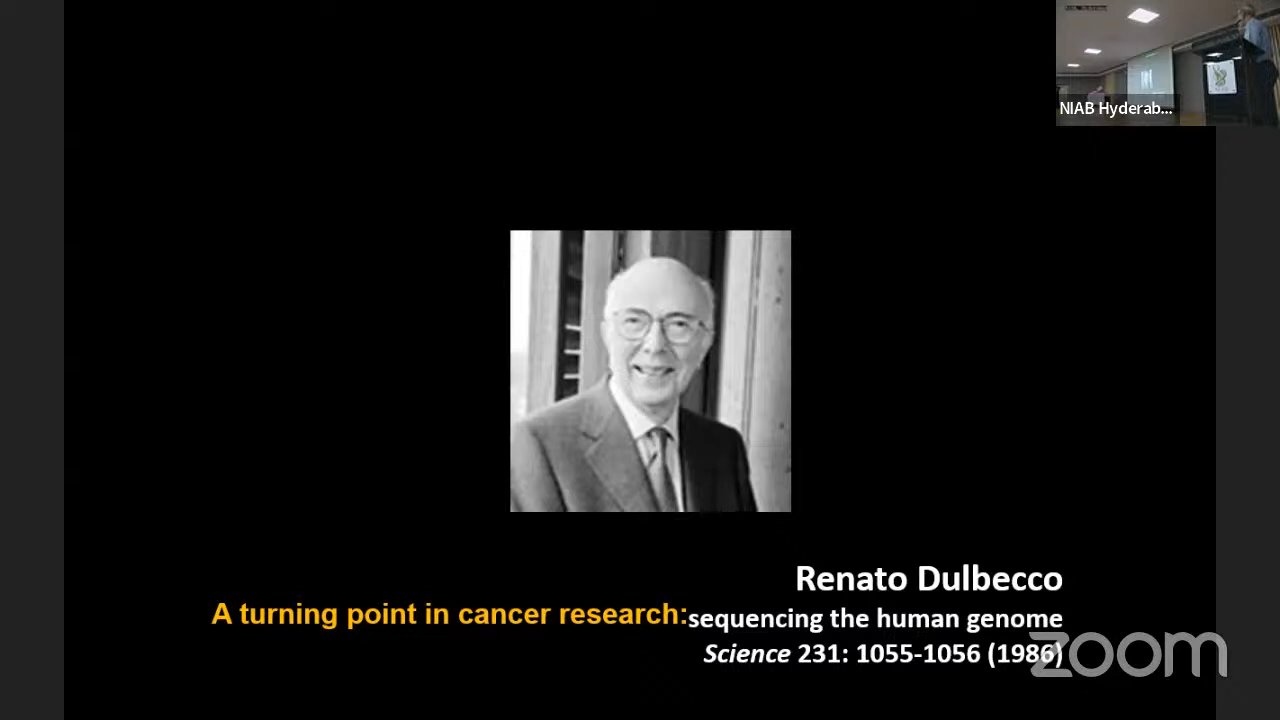 NIAB Hyderab...
Renato Dulbecco
A turning point in cancer research:sequencing the human genome
Science 231: 1055-1056 (1986)
zoom